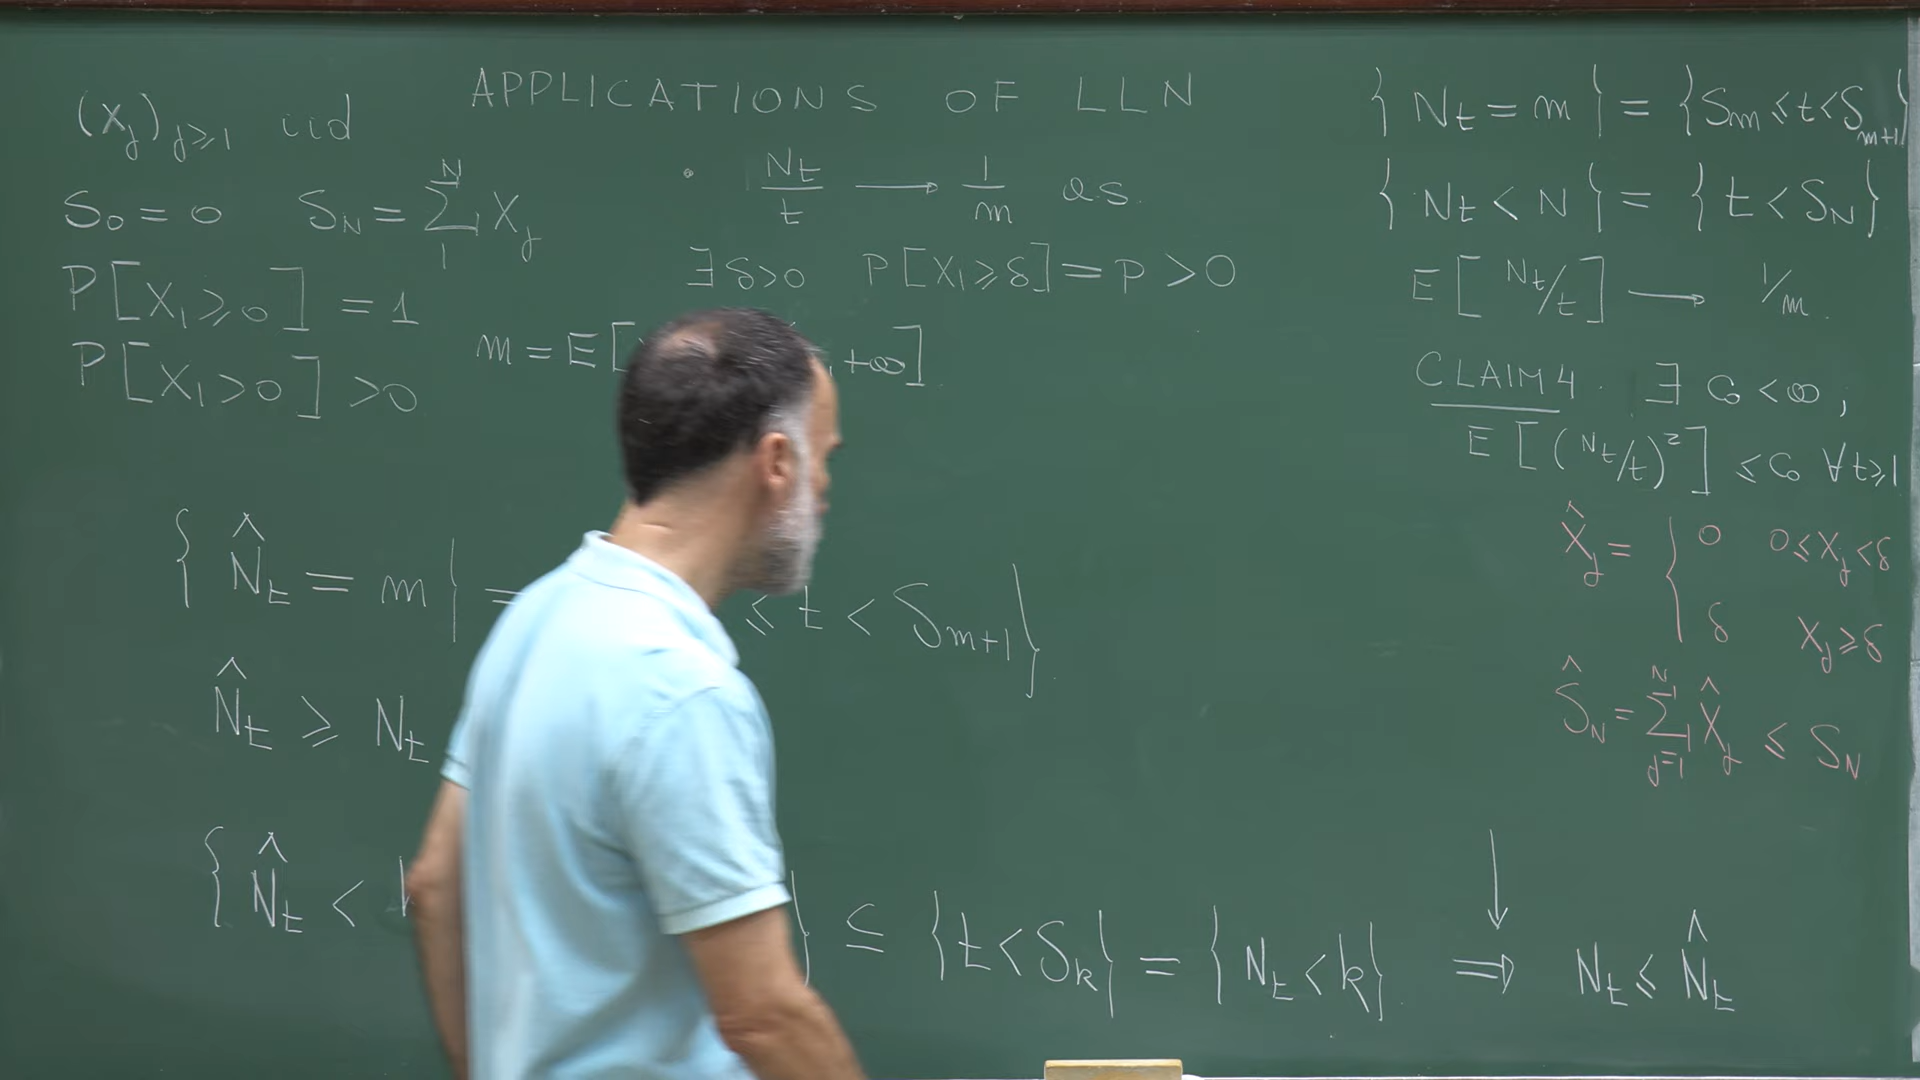 APPLICATIONS OF LLN
(X_j)_{j≥1} iid
S_0 = 0   S_N = Σ_1^N X_j
P[X_1 ≥ 0] = 1
P[X_1 > 0] > 0
m = E[ , +∞]
• N_t/t → 1/m as.
∃ δ>0   P[X_1 ≥ δ] = p > 0
{ N̂_t = m } = ≤ t < S_{m+1} }
N̂_t ≥ N_t
{ N̂_t < } ⊆ { t < S_k } = { N_t < k } ⇒ N_t ≤ N̂_t
{ N_t = m } = { S_m ≤ t < S_{m+1} }
{ N_t < N } = { t < S_N }
E[ N_t/t ] → 1/m.
CLAIM 4. ∃ c_0 < ∞ ,
E[ (N_t/t)^2 ] ≤ c_0 ∀ t ≥ 1
X̂_j = { 0   0 ≤ X_j < δ
δ   X_j ≥ δ
Ŝ_N = Σ_{j=1}^N X̂_j ≤ S_N